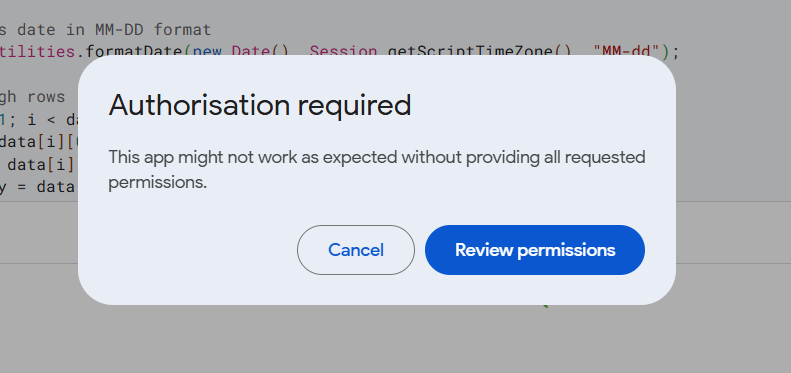 s date in MM-DD format
tilities.formatDate(new Date(), Session.getScriptTimeZone(), "MM-dd");
Authorisation required
gh rows
1; i < da
data[i][
data[i]
y = data
This app might not work as expected without providing all requested
permissions.
Cancel
Review permissions